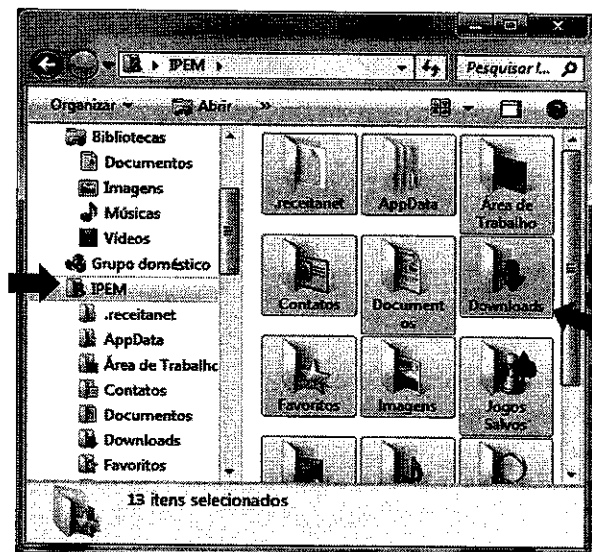 IPEM
Pesquisar I...
Organizar
Abrir
»
Bibliotecas
Documentos
Imagens
Músicas
Vídeos
Grupo doméstico
IPEM
.receitanet
AppData
Área de Trabalhc
Contatos
Documentos
Downloads
Favoritos
.receitanet
AppData
Área de
Trabalho
Contatos
Document
os
Downloads
Favoritos
Imagens
Jogos
Salvos
13 itens selecionados